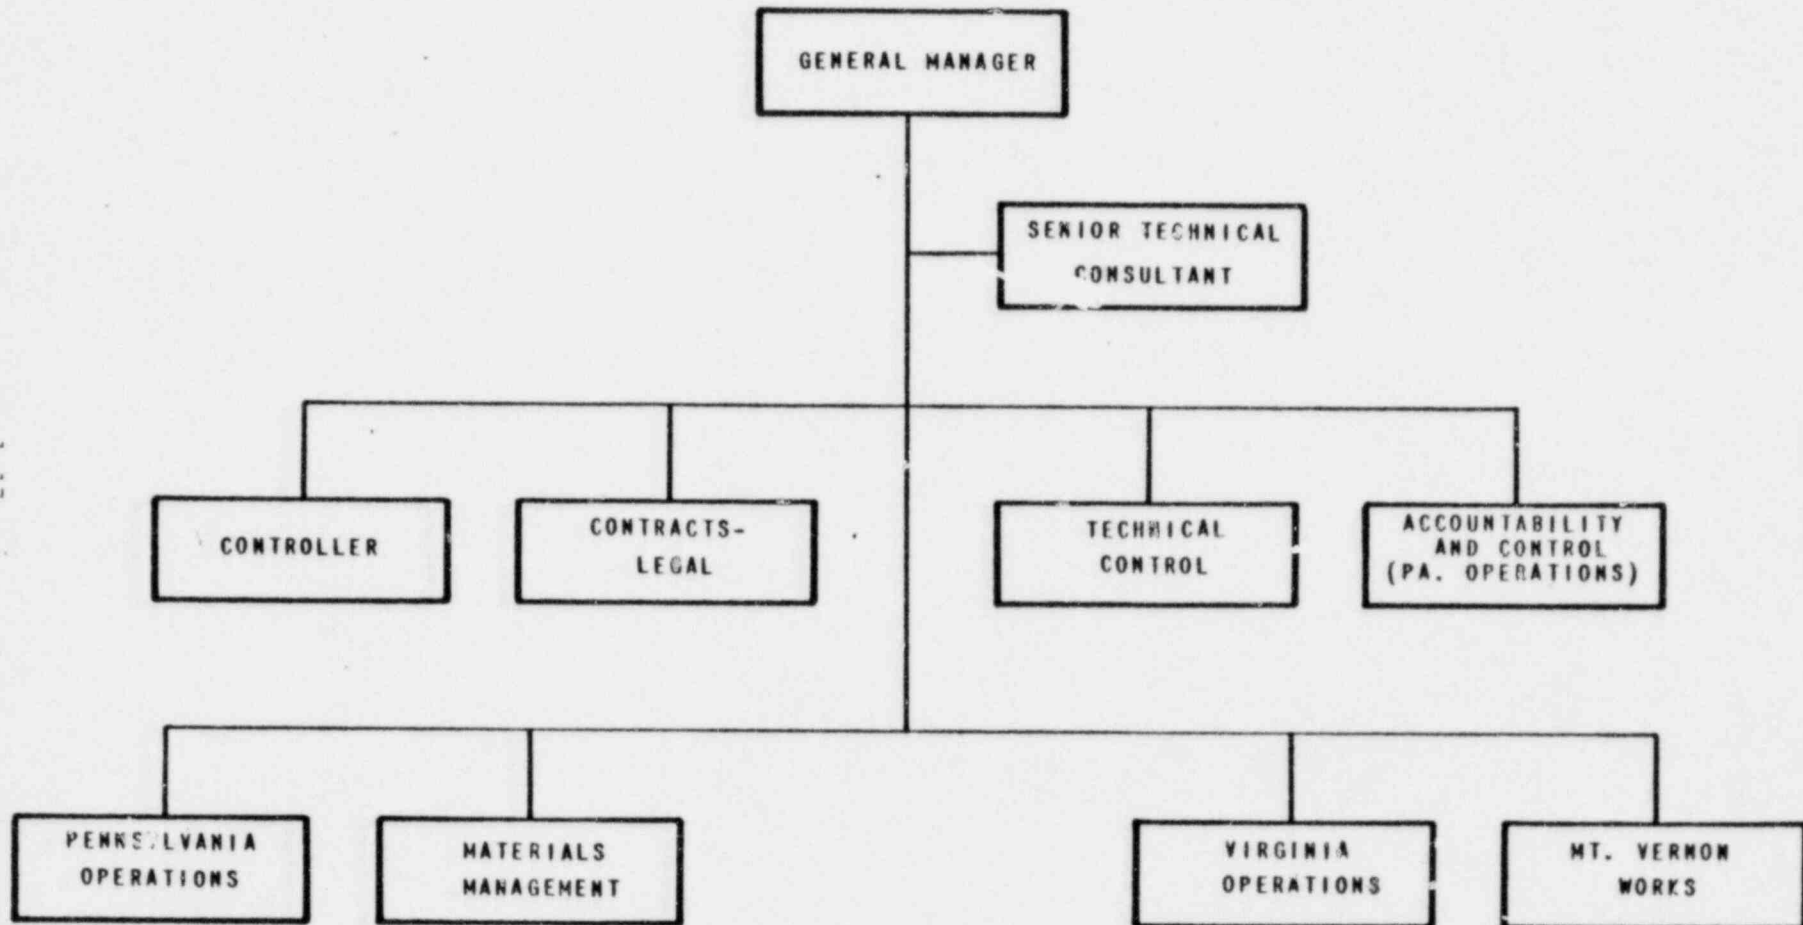 GENERAL MANAGER
SENIOR TECHNICAL
CONSULTANT
CONTROLLER
CONTRACTS-
LEGAL
TECHNICAL
CONTROL
ACCOUNTABILITY
AND CONTROL
(PA. OPERATIONS)
PENNSYLVANIA
OPERATIONS
MATERIALS
MANAGEMENT
VIRGINIA
OPERATIONS
MT. VERNON
WORKS